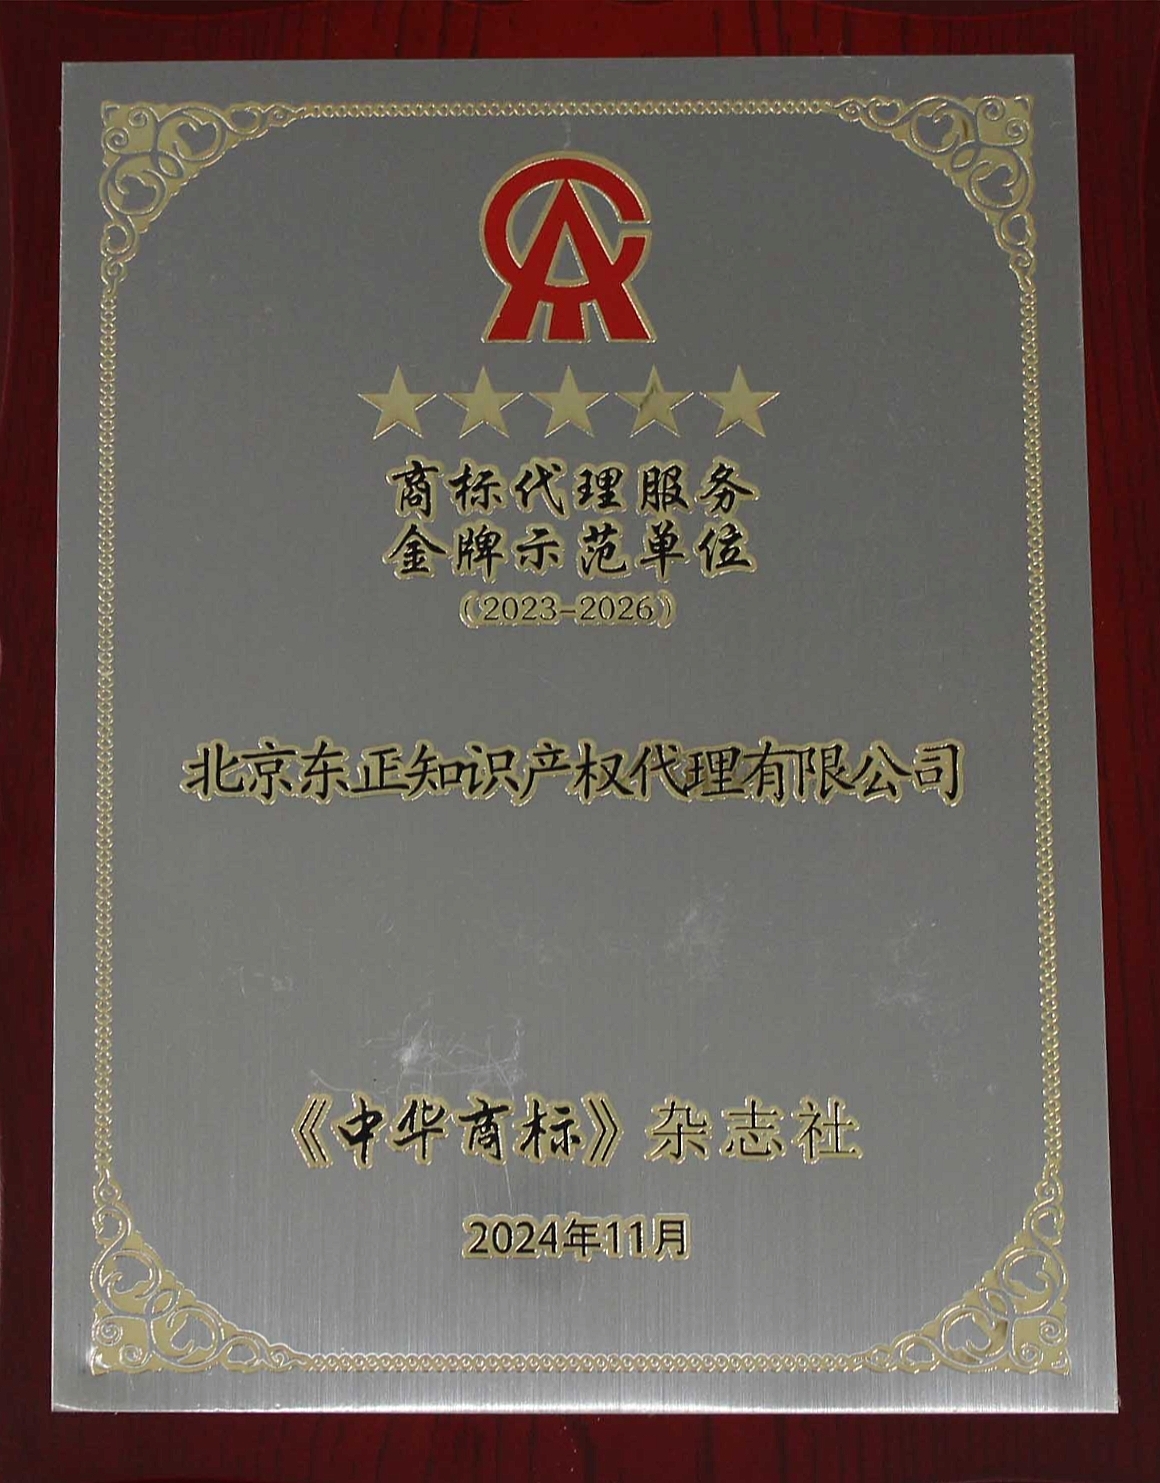 商标代理服务
金牌示范单位
（2023-2026）
北京东正知识产权代理有限公司
《中华商标》杂志社
2024年11月